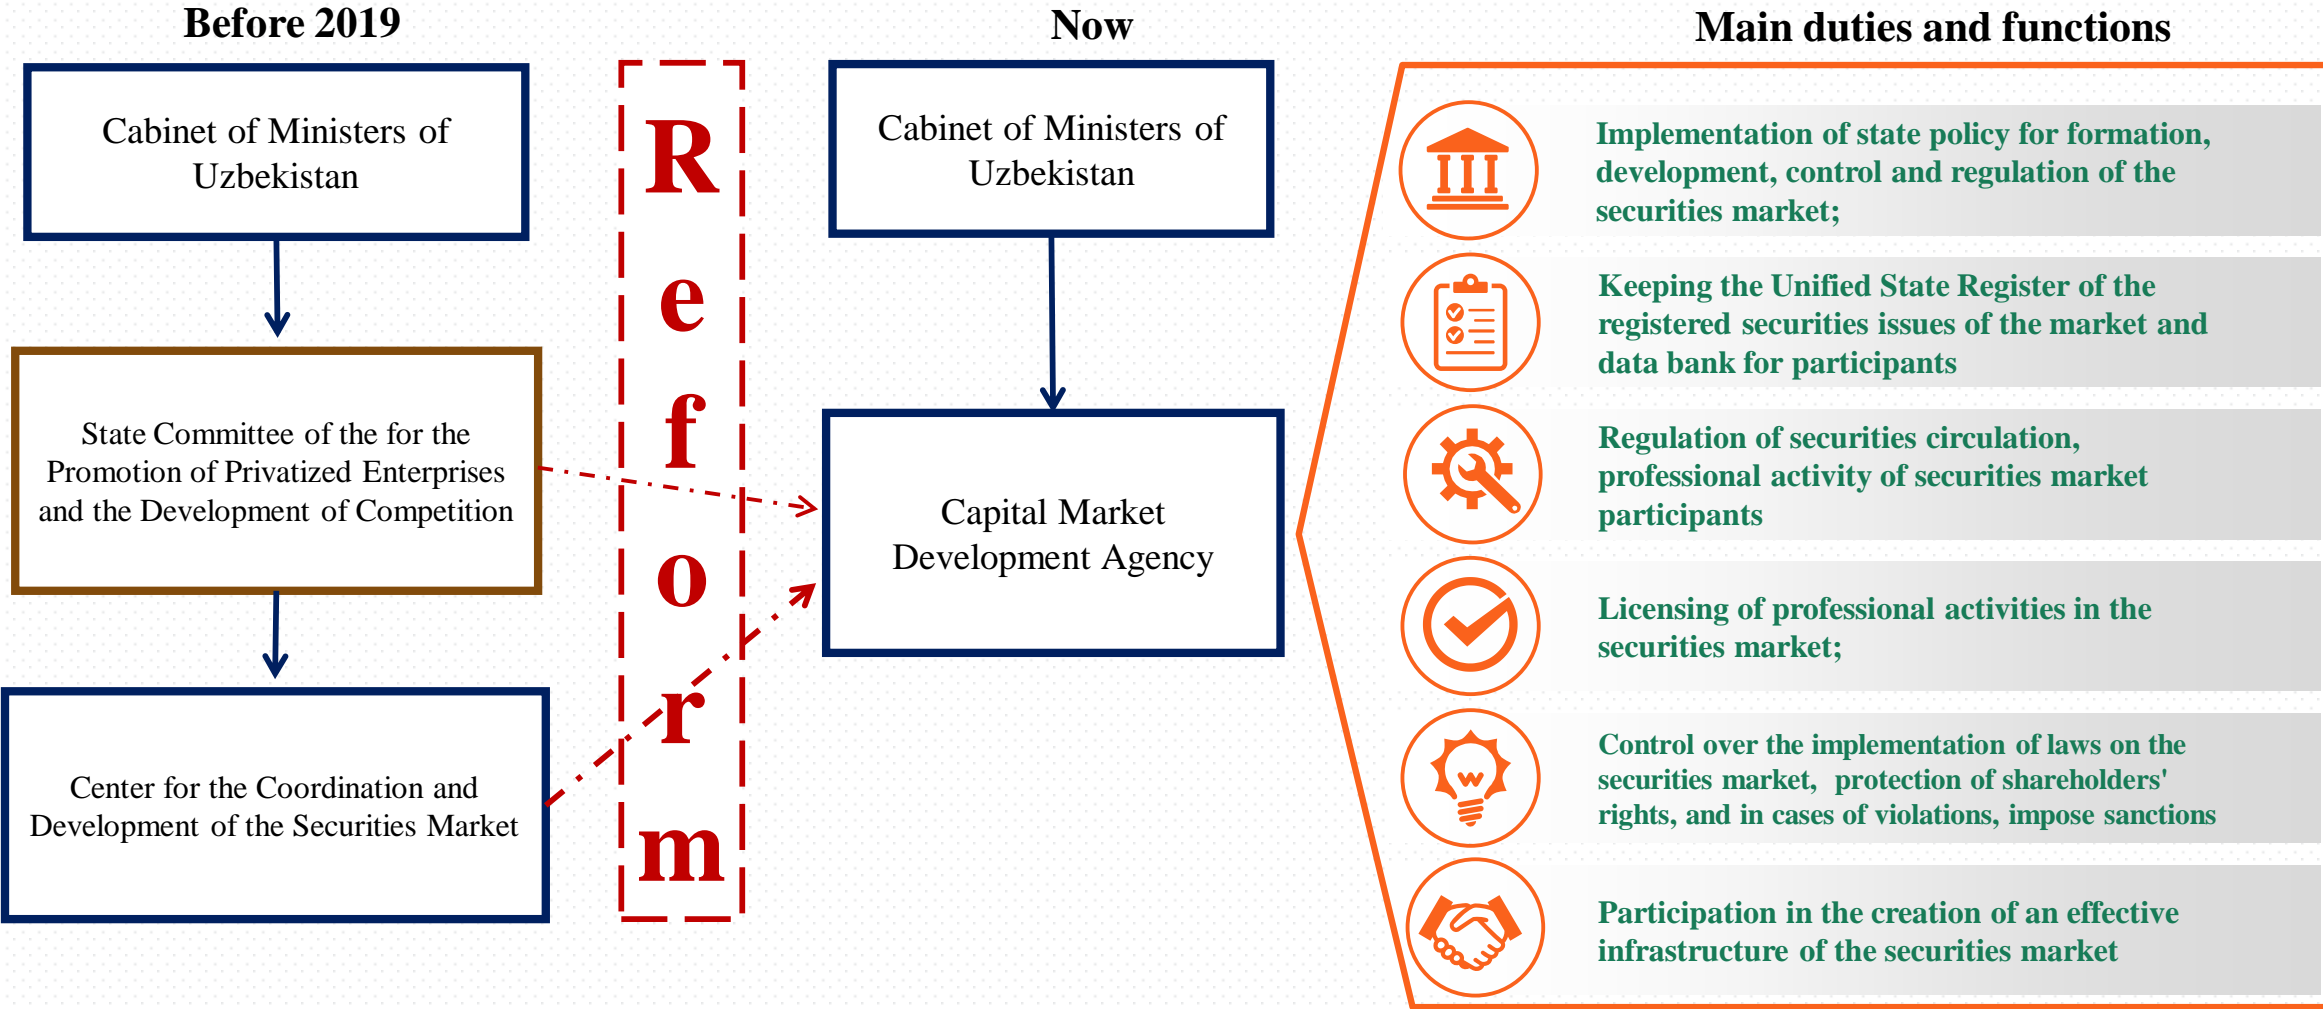 Before 2019
Cabinet of Ministers of
Uzbekistan
State Committee of the for the
Promotion of Privatized Enterprises
and the Development of Competition
Center for the Coordination and
Development of the Securities Market
R
e
f
o
r
m
Now
Cabinet of Ministers of
Uzbekistan
Capital Market
Development Agency
Main duties and functions
Implementation of state policy for formation,
development, control and regulation of the
securities market;
Keeping the Unified State Register of the
registered securities issues of the market and
data bank for participants
Regulation of securities circulation,
professional activity of securities market
participants
Licensing of professional activities in the
securities market;
Control over the implementation of laws on the
securities market, protection of shareholders'
rights, and in cases of violations, impose sanctions
Participation in the creation of an effective
infrastructure of the securities market